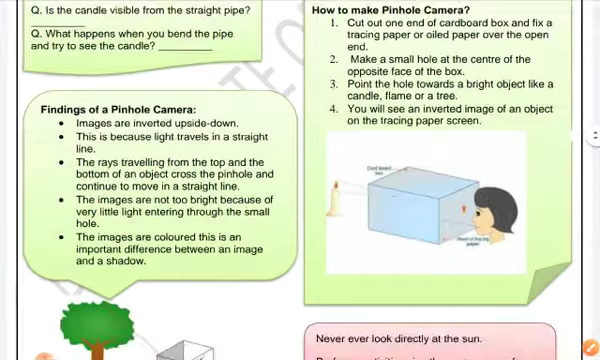 Q. Is the candle visible from the straight pipe?
__________
Q. What happens when you bend the pipe
and try to see the candle? __________
Findings of a Pinhole Camera:
• Images are inverted upside-down.
• This is because light travels in a straight
line.
• The rays travelling from the top and the
bottom of an object cross the pinhole and
continue to move in a straight line.
• The images are not too bright because of
very little light entering through the small
hole.
• The images are coloured this is an
important difference between an image
and a shadow.
How to make Pinhole Camera?
1. Cut out one end of cardboard box and fix a
tracing paper or oiled paper over the open
end.
2. Make a small hole at the centre of the
opposite face of the box.
3. Point the hole towards a bright object like a
candle, flame or a tree.
4. You will see an inverted image of an object
on the tracing paper screen.
box
paper
Never ever look directly at the sun.